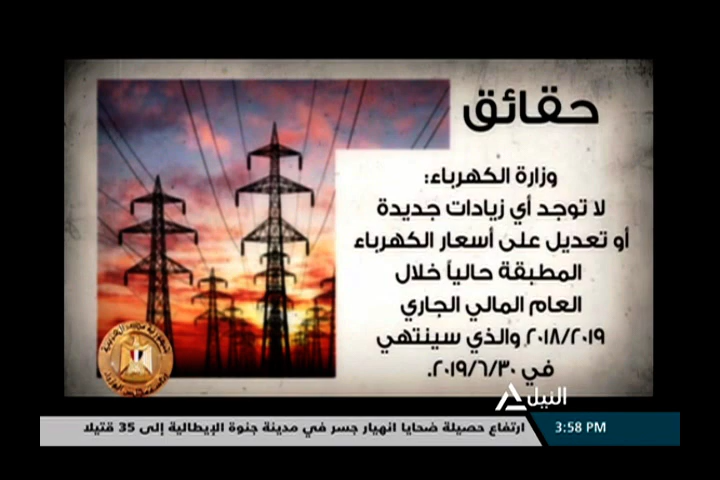 حقائق
وزارة الكهرباء:
لا توجد أي زيادات جديدة
أو تعديل على أسعار الكهرباء
المطبقة حالياً خلال
العام المالي الجاري
٢٠١٨/٢٠١٩ والذي سينتهي
في ٢٠١٩/٦/٣٠.
النيل
ارتفاع حصيلة ضحايا انهيار جسر في مدينة جنوة الإيطالية إلى 35 قتيلا
3:58 PM